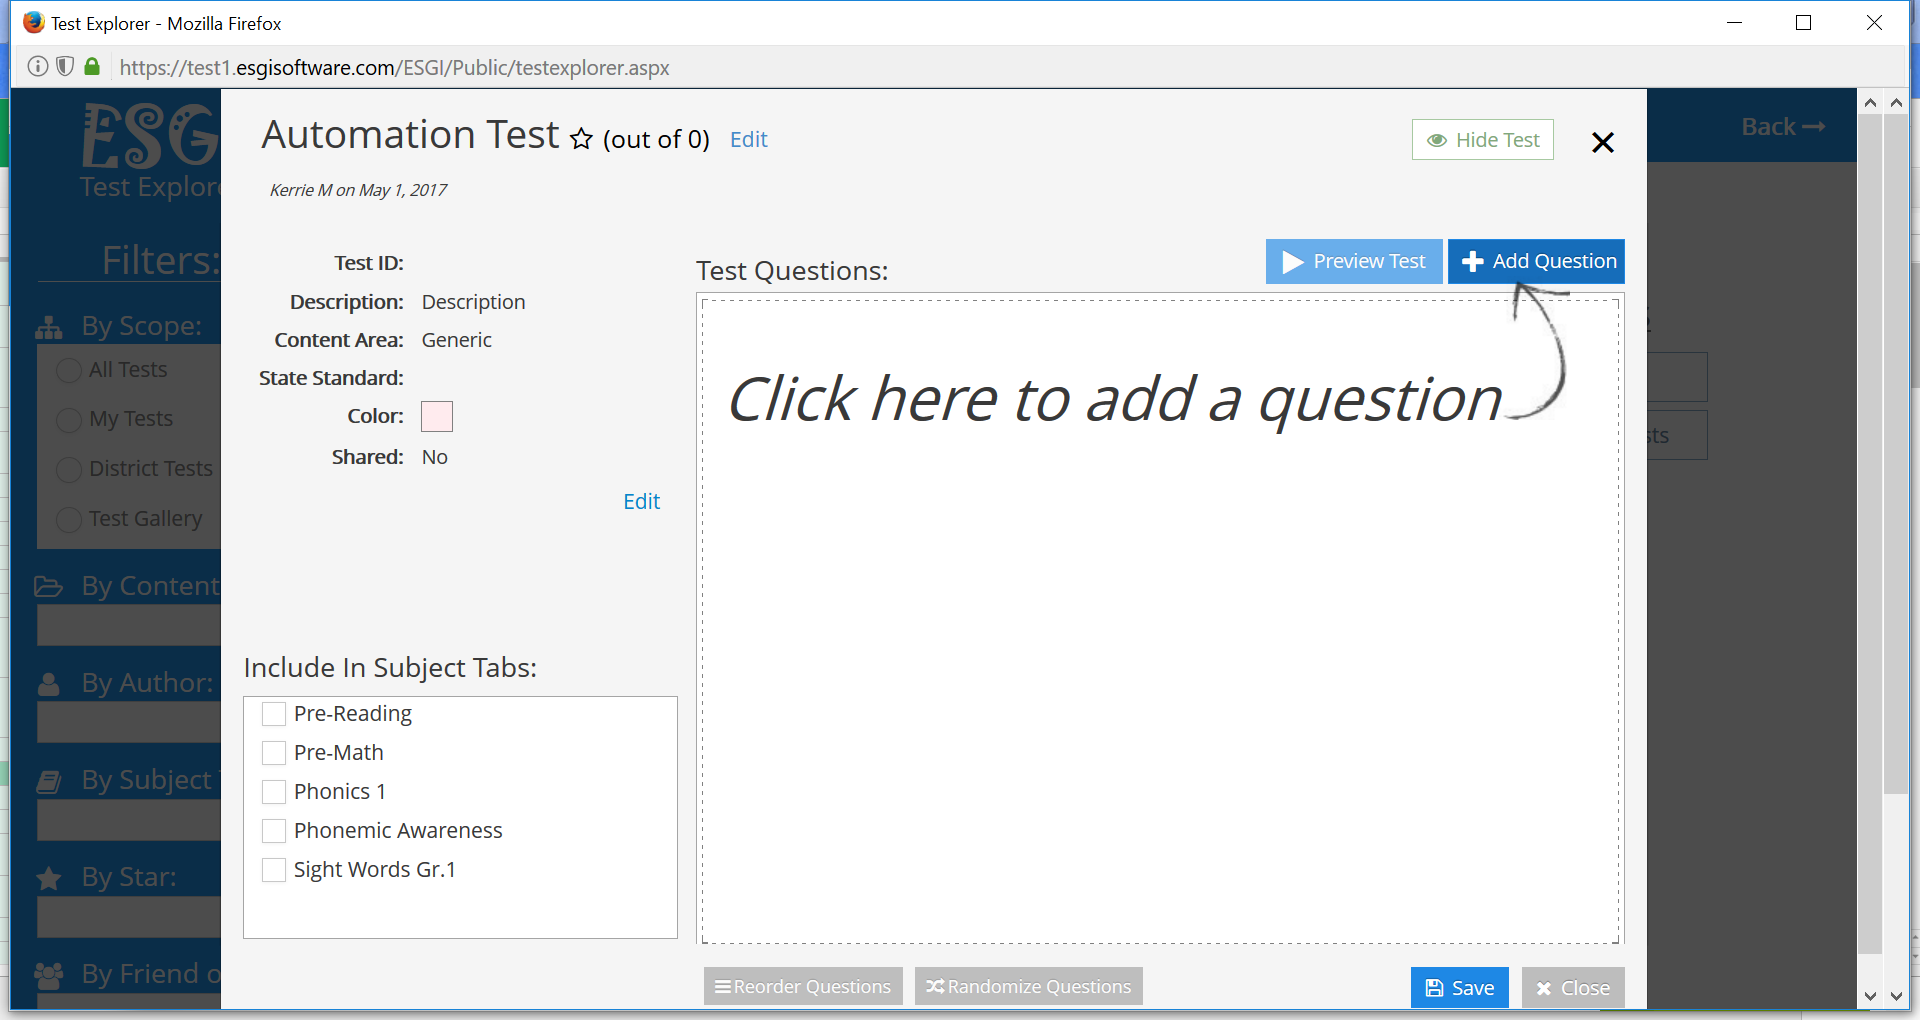 Test Explorer - Mozilla Firefox
https://test1.esgisoftware.com/ESGI/Public/testexplorer.aspx
ESG
Test Explore
Back
Automation Test (out of 0) Edit
Hide Test
Kerrie M on May 1, 2017
Filters:
By Scope:
All Tests
My Tests
District Tests
Test Gallery
By Content
By Author:
By Subject
By Star:
By Friend o
Test ID:
Description: Description
Content Area: Generic
State Standard:
Color:
Shared: No
Edit
Include In Subject Tabs:
Pre-Reading
Pre-Math
Phonics 1
Phonemic Awareness
Sight Words Gr.1
Test Questions:
Preview Test
Add Question
Click here to add a question
sts
Reorder Questions
Randomize Questions
Save
Close